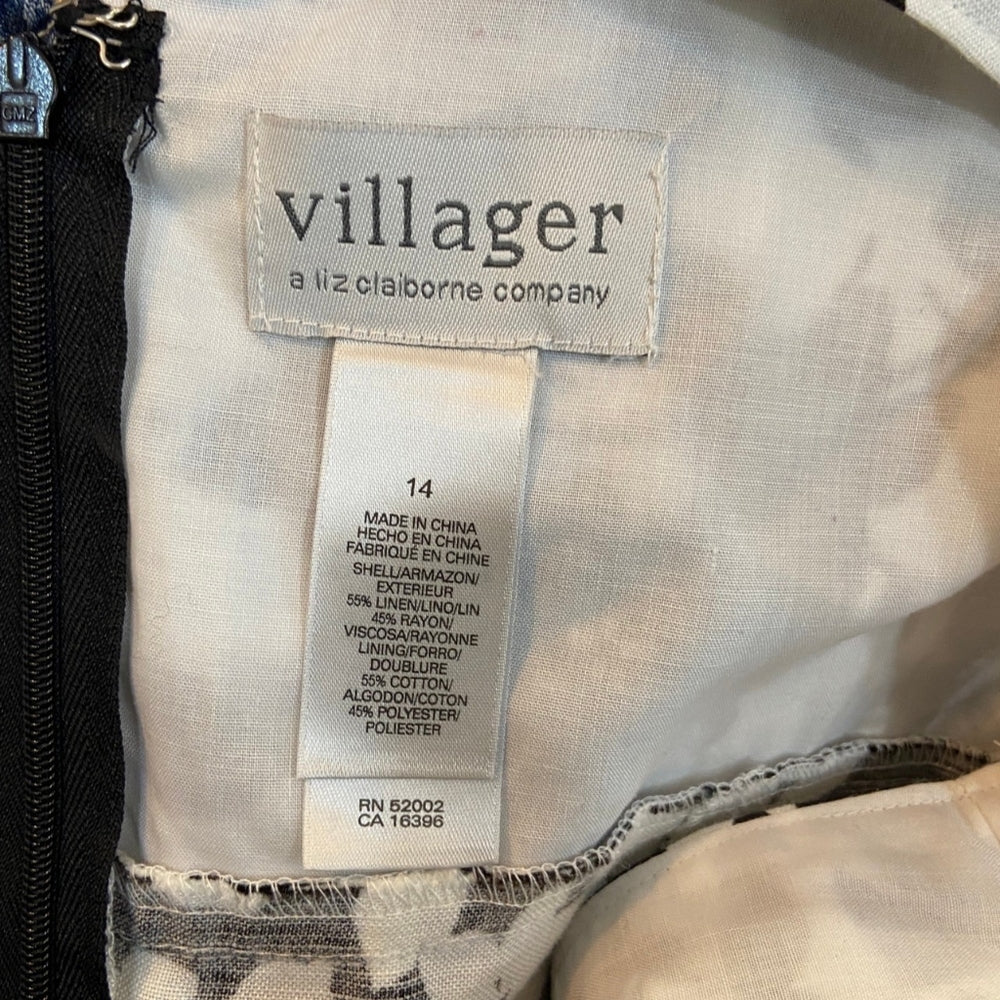 GMZ
villager
a liz claiborne company
14
MADE IN CHINA
HECHO EN CHINA
FABRIQUÉ EN CHINE
SHELL/ARMAZON/
EXTERIEUR
55% LINEN/LINO/LIN
45% RAYON/
VISCOSA/RAYONNE
LINING/FORRO/
DOUBLURE
55% COTTON/
ALGODON/COTON
45% POLYESTER/
POLIESTER
RN 52002
CA 16396